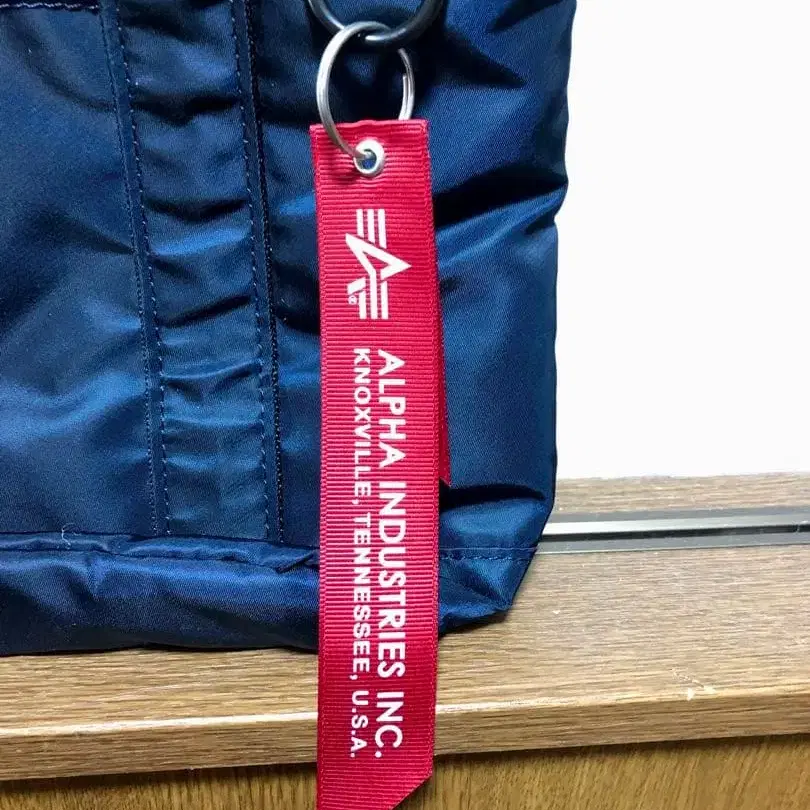 ALPHA INDUSTRIES INC.
KNOXVILLE, TENNESSEE, U.S.A.